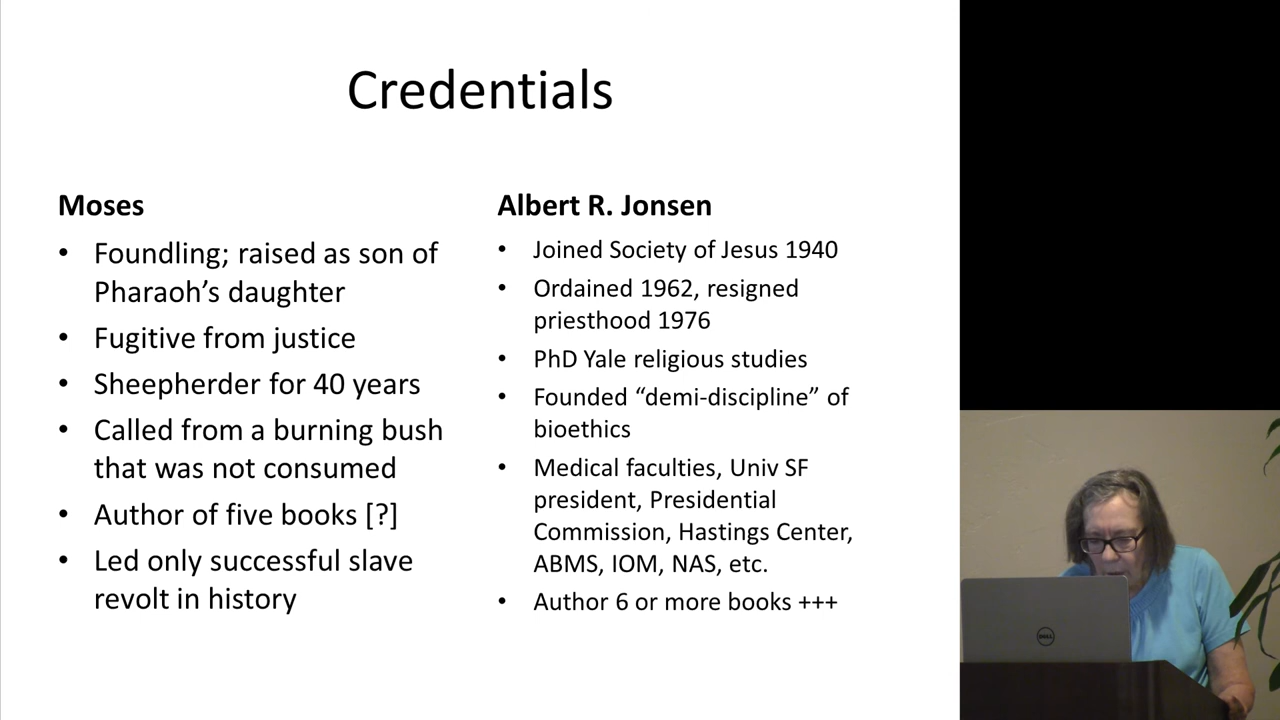 Credentials
Moses
• Foundling; raised as son of
Pharaoh’s daughter
• Fugitive from justice
• Sheepherder for 40 years
• Called from a burning bush
that was not consumed
• Author of five books [?]
• Led only successful slave
revolt in history
Albert R. Jonsen
• Joined Society of Jesus 1940
• Ordained 1962, resigned
priesthood 1976
• PhD Yale religious studies
• Founded “demi-discipline” of
bioethics
• Medical faculties, Univ SF
president, Presidential
Commission, Hastings Center,
ABMS, IOM, NAS, etc.
• Author 6 or more books +++
DELL